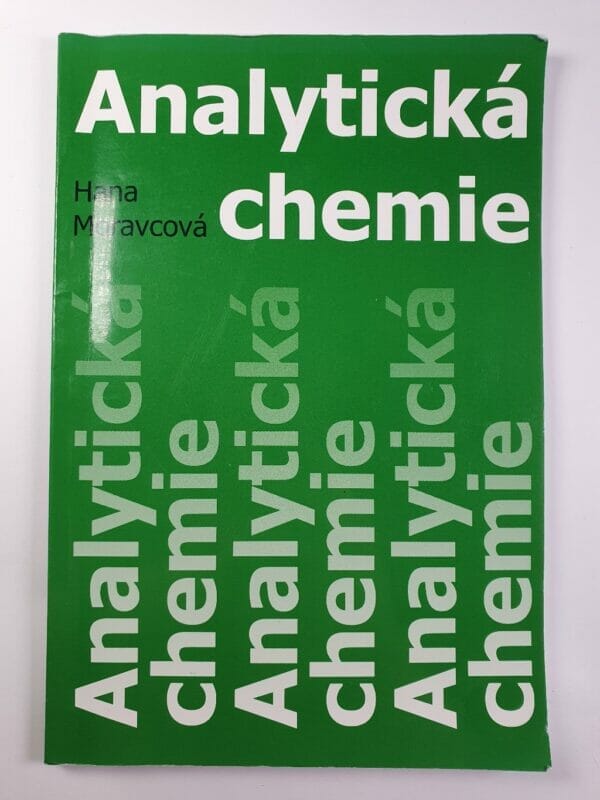 Analytická
chemie
Hana
Moravcová
Analytická
chemie
Analytická
chemie
Analytická
chemie